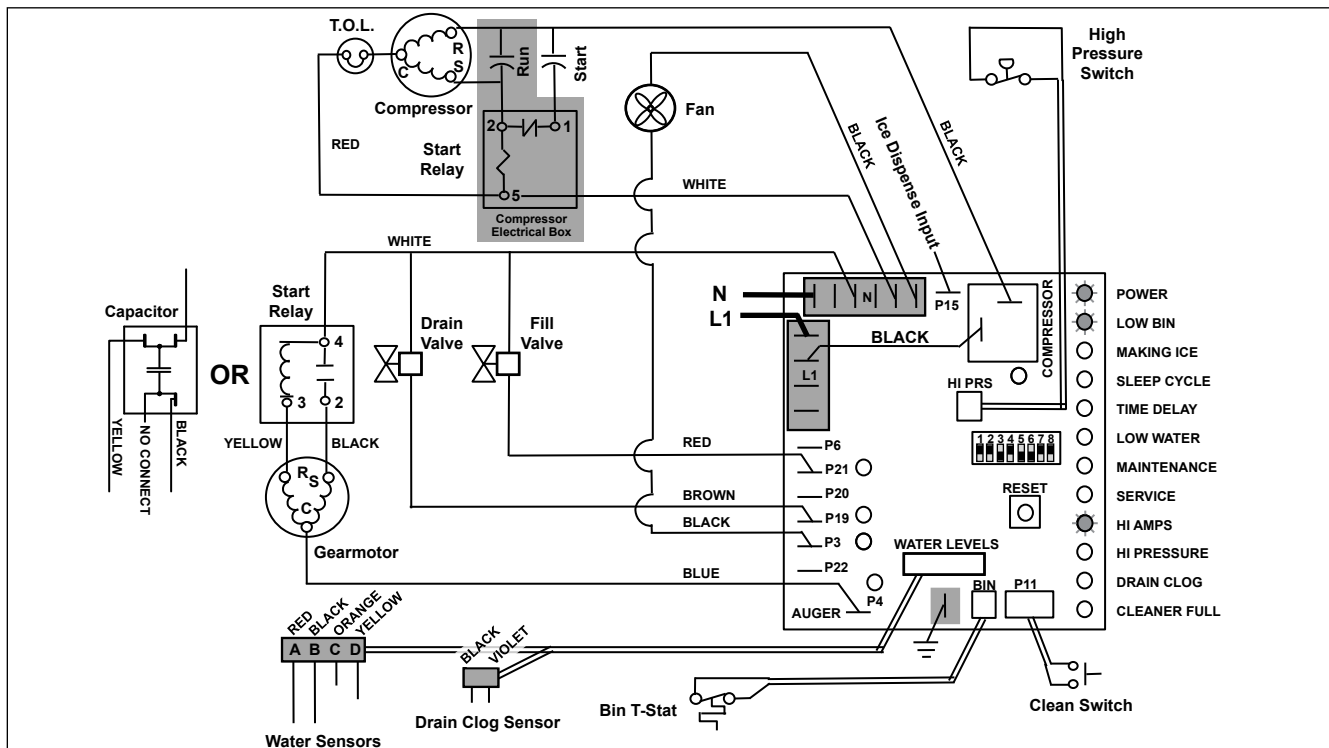 T.O.L.
R
S
C
Compressor
Run
Start
2
1
Start
Relay
5
Compressor
Electrical Box
RED
Fan
BLACK
Ice Dispense Input
BLACK
High
Pressure
Switch
WHITE
WHITE
Capacitor
YELLOW
NO CONNECT
BLACK
OR
Start
Relay
4
3
2
YELLOW
BLACK
R
S
C
Gearmotor
Drain
Valve
Fill
Valve
N
L1
N
P15
COMPRESSOR
BLACK
L1
HI PRS
1 2 3 4 5 6 7 8
RESET
RED
P6
P21
P20
BROWN
P19
BLACK
P3
P22
BLUE
P4
AUGER
WATER LEVELS
BIN
P11
POWER
LOW BIN
MAKING ICE
SLEEP CYCLE
TIME DELAY
LOW WATER
MAINTENANCE
SERVICE
HI AMPS
HI PRESSURE
DRAIN CLOG
CLEANER FULL
RED
BLACK
ORANGE
YELLOW
A B C D
Water Sensors
BLACK
VIOLET
Drain Clog Sensor
Bin T-Stat
Clean Switch